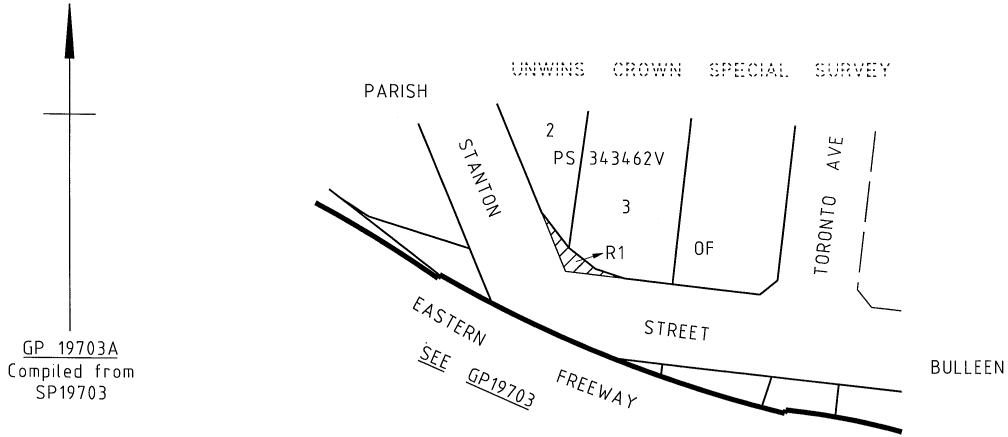 UNWINS CROWN SPECIAL SURVEY
PARISH
STANTON
2
PS 343462V
3
R1
OF
TORONTO AVE
STREET
EASTERN FREEWAY
SEE GP19703
BULLEEN
GP 19703A
Compiled from
SP19703